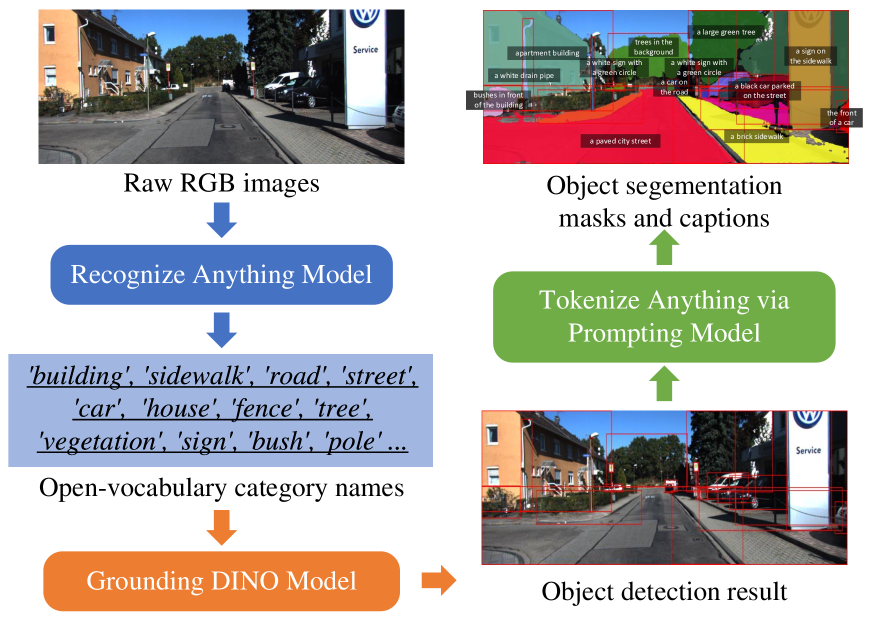 Service
Raw RGB images
Recognize Anything Model
'building', 'sidewalk', 'road', 'street',
'car', 'house', 'fence', 'tree',
'vegetation', 'sign', 'bush', 'pole' ...
Open-vocabulary category names
Grounding DINO Model
a large green tree
trees in the
background
apartment building
a sign on
the sidewalk
a white sign with
a green circle
a white sign with
a green circle
a white drain pipe
a car on
the road
a black car parked
on the street
bushes in front
of the building
the front
of a car
a paved city street
a brick sidewalk
Object segementation
masks and captions
Tokenize Anything via
Prompting Model
Service
Object detection result